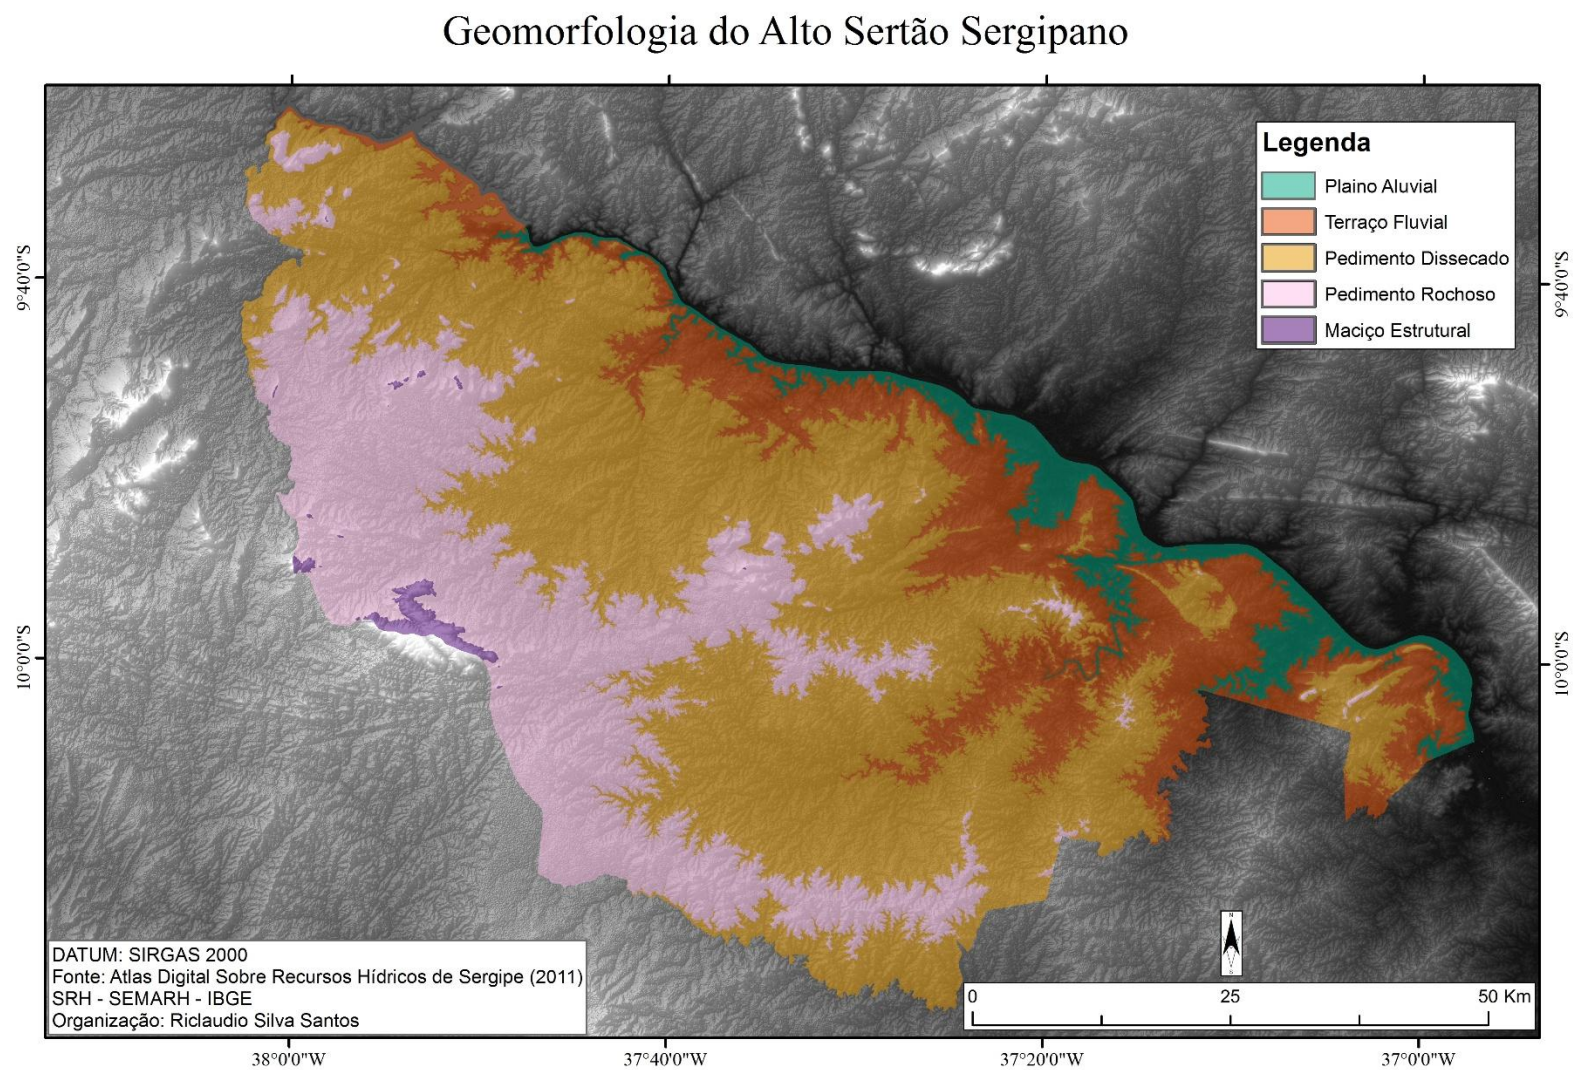 Geomorfologia do Alto Sertão Sergipano
Legenda
Plaino Aluvial
Terraço Fluvial
Pedimento Dissecado
Pedimento Rochoso
Maciço Estrutural
9°40'0"S
9°40'0"S
10°0'0"S
10°0'0"S
DATUM: SIRGAS 2000
Fonte: Atlas Digital Sobre Recursos Hídricos de Sergipe (2011)
SRH - SEMARH - IBGE
Organização: Riclaudio Silva Santos
N
S
0 25 50 Km
38°0'0"W 37°40'0"W 37°20'0"W 37°0'0"W